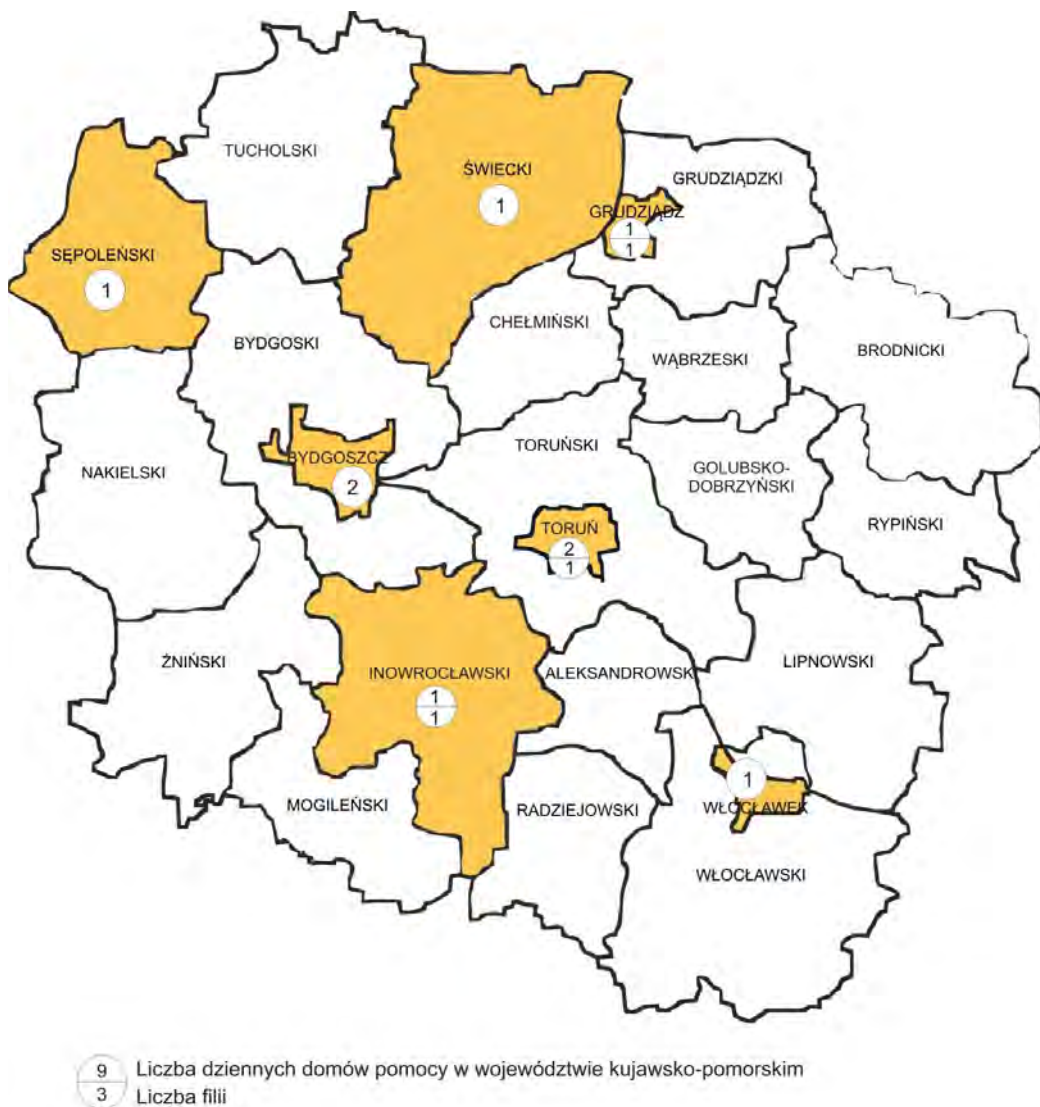 TUCHOLSKI
ŚWIECKI
1
GRUDZIĄDZKI
GRUDZIĄDZ
1
1
SĘPOLEŃSKI
1
CHEŁMIŃSKI
BYDGOSKI
WĄBRZESKI
BRODNICKI
TORUŃSKI
BYDGOSZCZ
2
NAKIELSKI
GOLUBSKO-
DOBRZYŃSKI
RYPIŃSKI
TORUŃ
2
1
ŻNIŃSKI
INOWROCŁAWSKI
1
1
ALEKSANDROWSK
LIPNOWSKI
1
WŁOCŁAWEK
MOGILEŃSKI
RADZIEJOWSKI
WŁOCŁAWSKI
9 Liczba dziennych domów pomocy w województwie kujawsko-pomorskim
3 Liczba filii